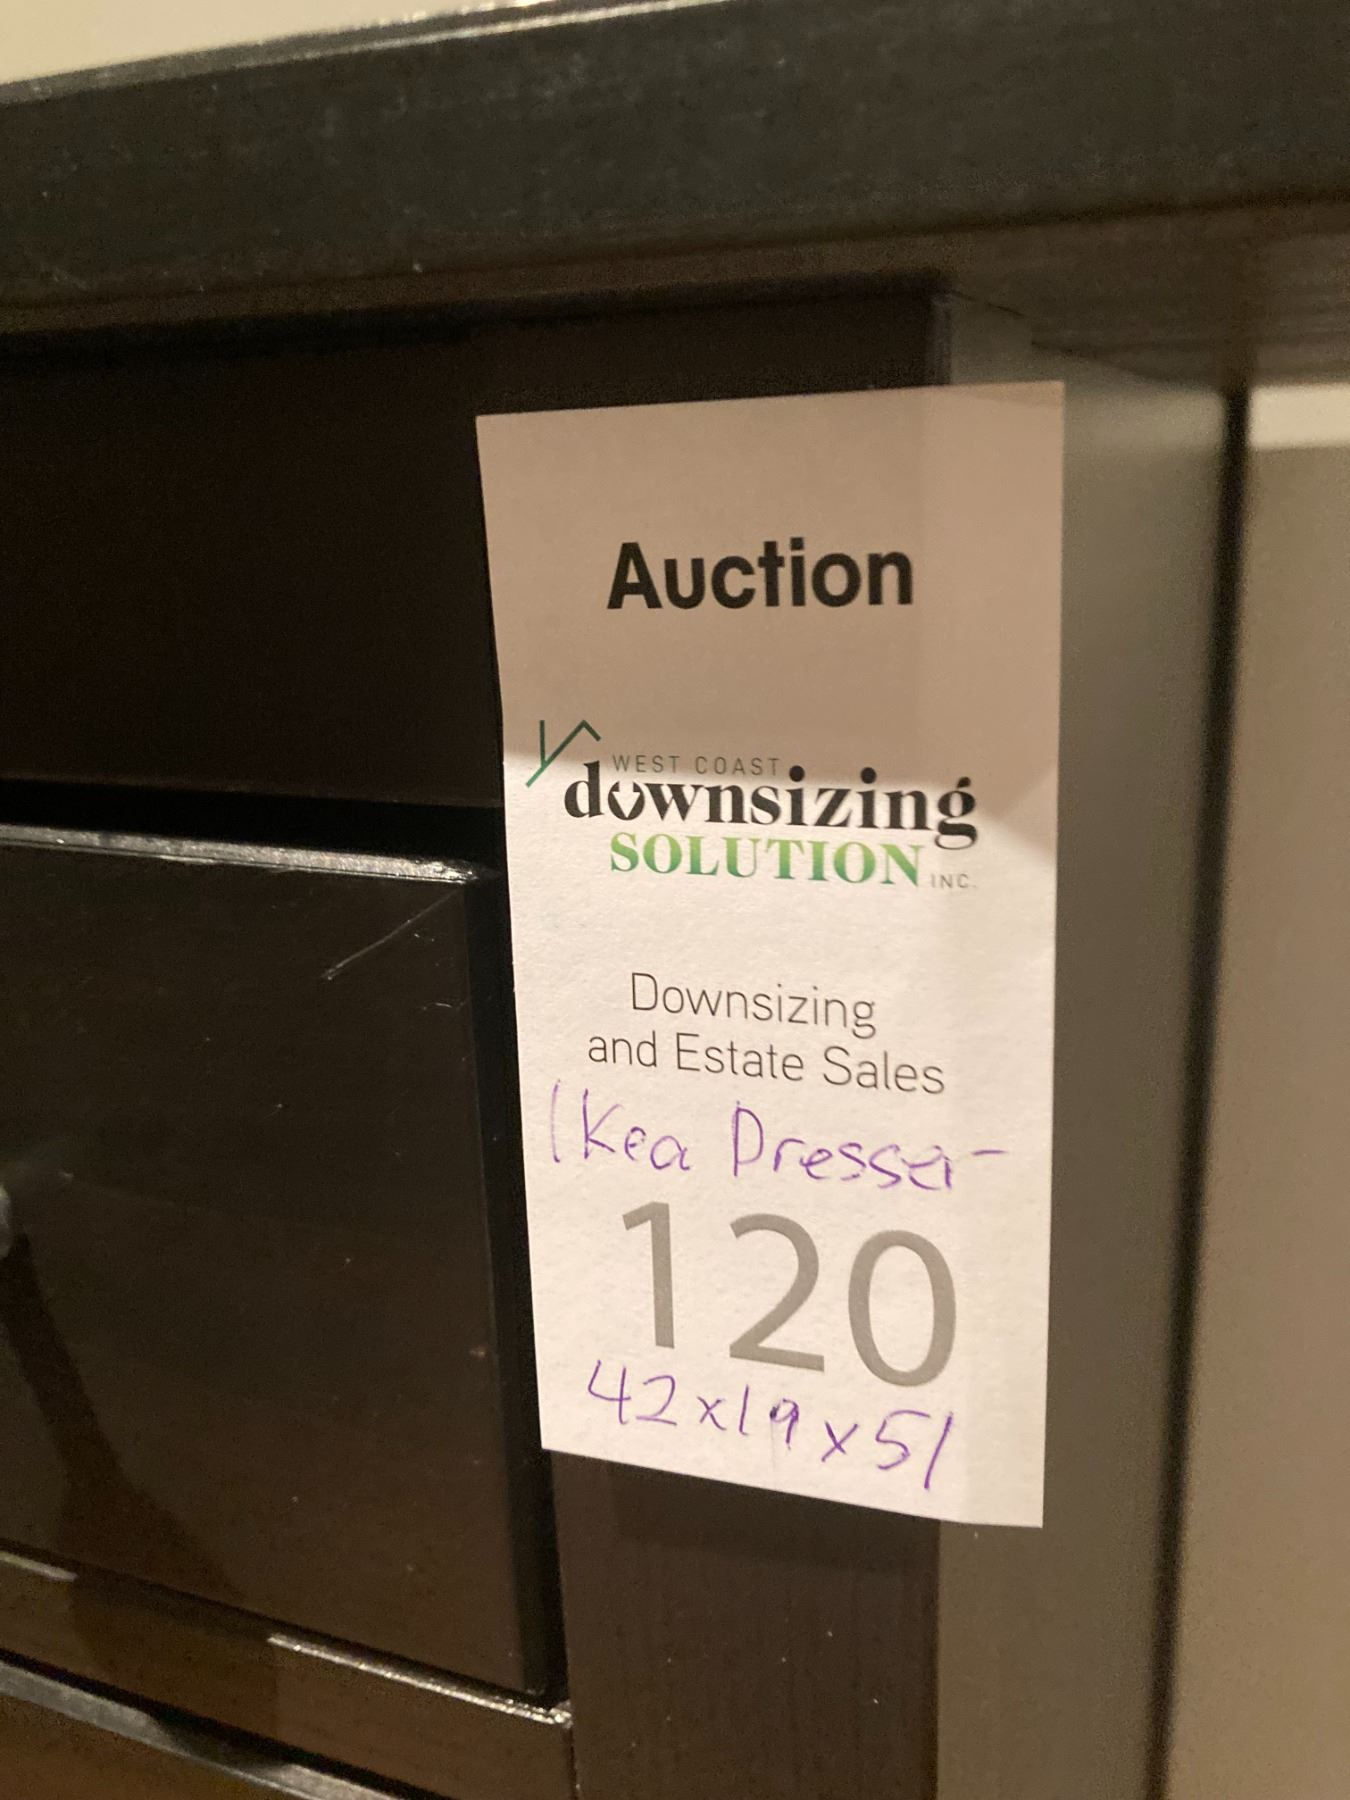 Auction
WEST COAST
downsizing
SOLUTION INC.
Downsizing
and Estate Sales
IKea Dresser
120
42x19x51